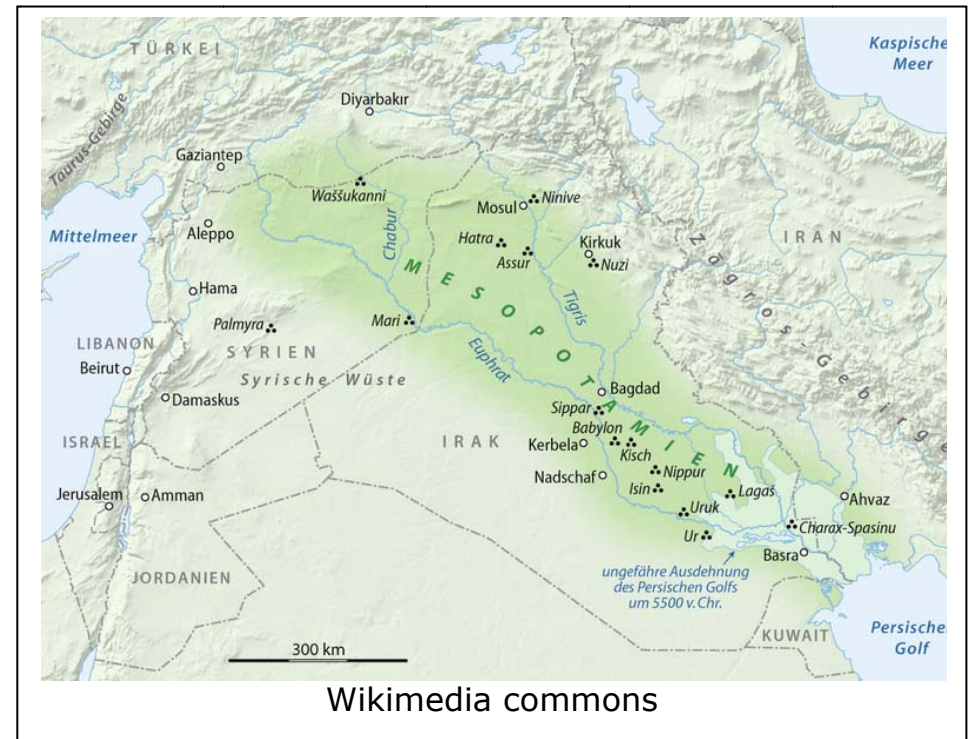 TÜRKEI
Kaspische
Meer
Taurus-Gebirge
Diyarbakır
Gaziantep
Waššukanni
Ninive
Mosul
Mittelmeer
Aleppo
Chabur
Hatra
Assur
Kirkuk
Nuzi
IRAN
Zagros-Gebirge
MESOPOTAMIEN
Hama
Palmyra
Mari
Tigris
LIBANON
SYRIEN
Euphrat
Beirut
Syrische Wüste
Bagdad
Damaskus
Sippar
Babylon
ISRAEL
IRAK
Kerbela
Kisch
Nadschaf
Nippur
Isin
Lagaš
Jerusalem
Amman
Ahvaz
Uruk
Charax-Spasinu
Ur
Basra
ungefähre Ausdehnung
des Persischen Golfs
um 5500 v. Chr.
JORDANIEN
KUWAIT
Persische
Golf
300 km
Wikimedia commons